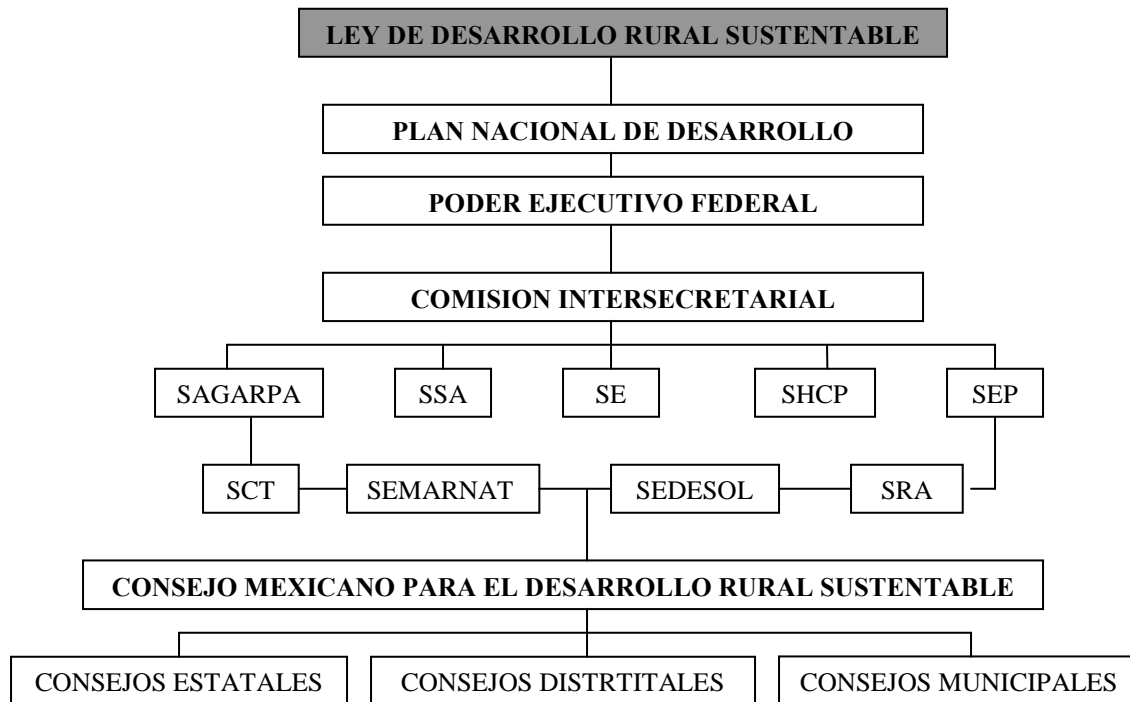 LEY DE DESARROLLO RURAL SUSTENTABLE
PLAN NACIONAL DE DESARROLLO
PODER EJECUTIVO FEDERAL
COMISION INTERSECRETARIAL
SAGARPA SSA SE SHCP SEP
SCT SEMARNAT SEDESOL SRA
CONSEJO MEXICANO PARA EL DESARROLLO RURAL SUSTENTABLE
CONSEJOS ESTATALES CONSEJOS DISTRTITALES CONSEJOS MUNICIPALES